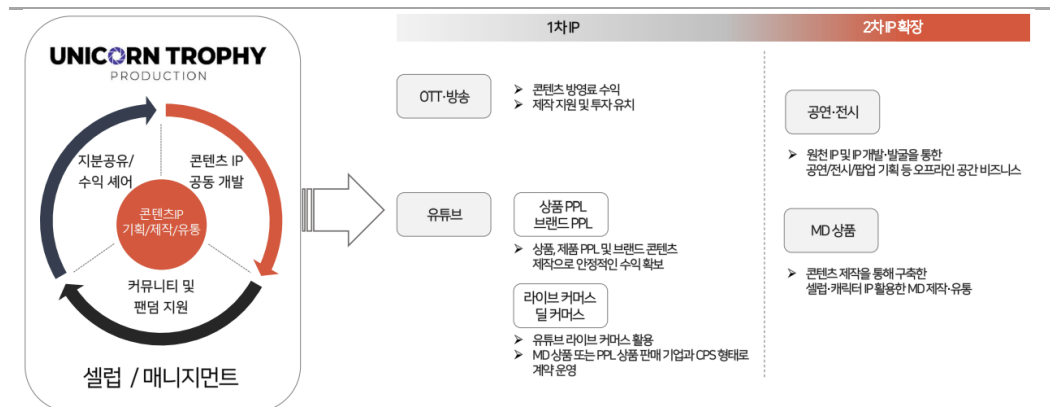 UNICORN TROPHY
PRODUCTION
지분공유/
수익 셰어
콘텐츠 IP
공동 개발
콘텐츠IP
기획/제작/유통
커뮤니티 및
팬덤 지원
셀럽 / 매니지먼트
1차 IP
2차 IP 확장
OTT·방송
➤ 콘텐츠 방영료 수익
➤ 제작 지원 및 투자 유치
유튜브
상품 PPL
브랜드 PPL
➤ 상품, 제품 PPL 및 브랜드 콘텐츠
제작으로 안정적인 수익 확보
라이브 커머스
딜 커머스
➤ 유튜브 라이브 커머스 활용
➤ MD 상품 또는 PPL 상품 판매 기업과 CPS 형태로
계약 운영
공연·전시
➤ 원천 IP 및 IP 개발·발굴을 통한
공연/전시/팝업 기획 등 오프라인 공간 비즈니스
MD 상품
➤ 콘텐츠 제작을 통해 구축한
셀럽·캐릭터 IP 활용한 MD 제작·유통